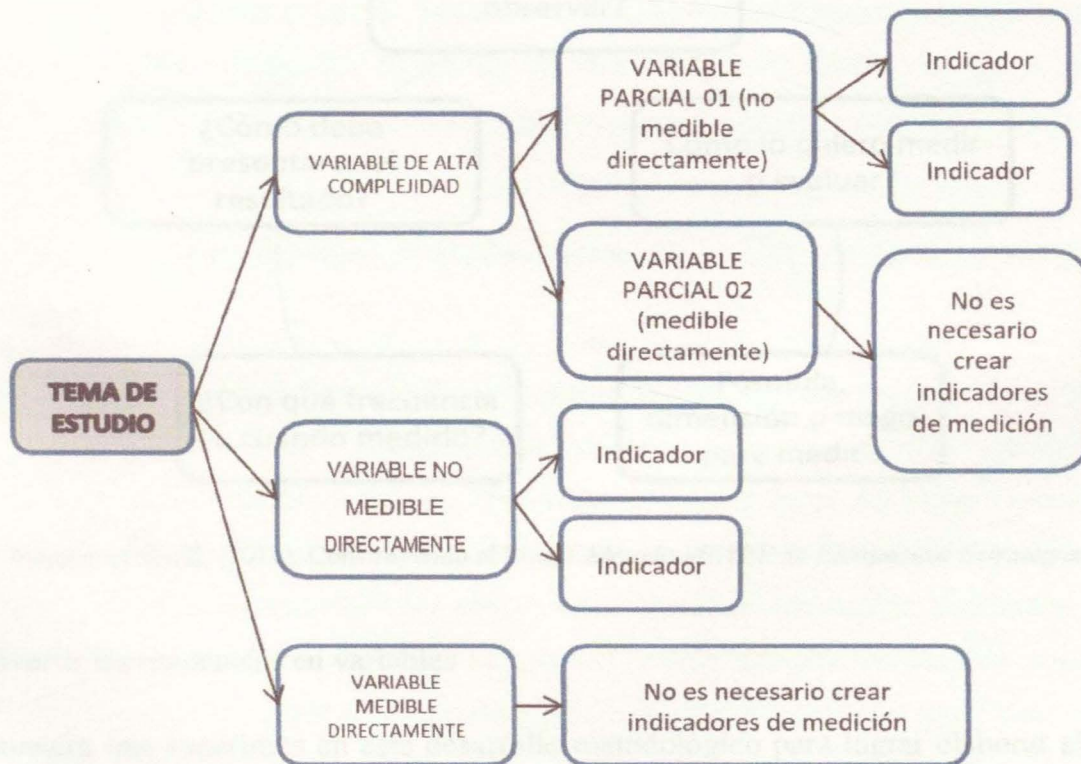 TEMA DE
ESTUDIO
VARIABLE DE ALTA
COMPLEJIDAD
VARIABLE
PARCIAL 01 (no
medible
directamente)
Indicador
Indicador
VARIABLE
PARCIAL 02
(medible
directamente)
No es
necesario
crear
indicadores
de medición
VARIABLE NO
MEDIBLE
DIRECTAMENTE
Indicador
Indicador
VARIABLE
MEDIBLE
DIRECTAMENTE
No es necesario crear
indicadores de medición